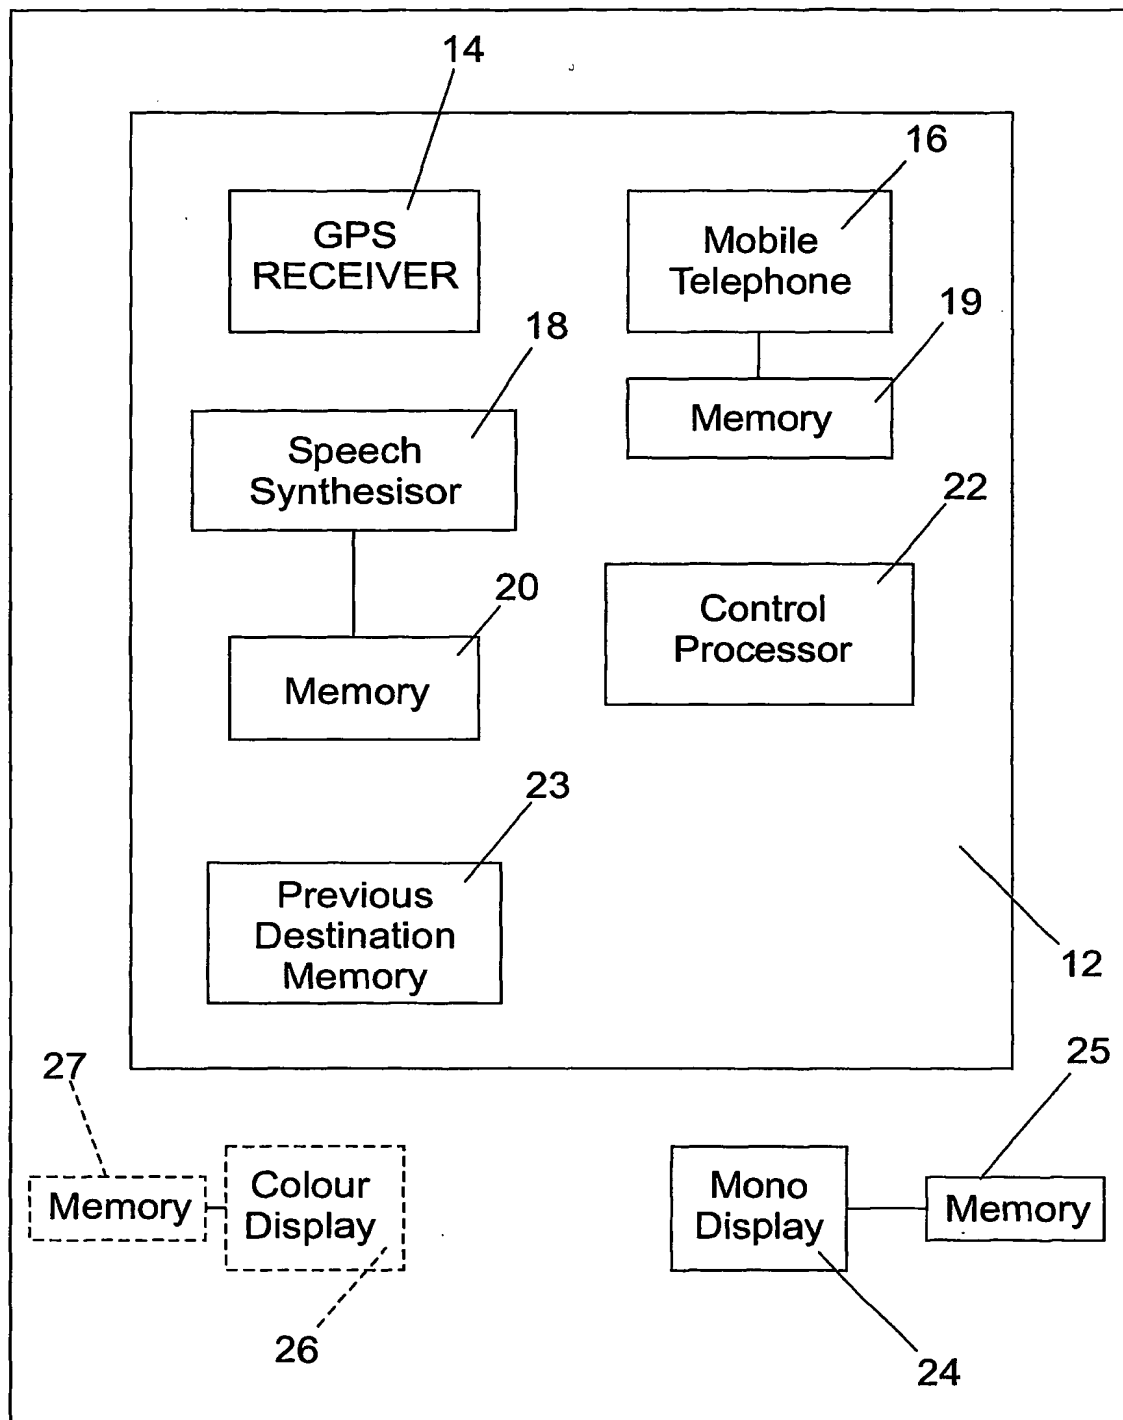 14
16
GPS
RECEIVER
Mobile
Telephone
18
19
Memory
Speech
Synthesisor
22
20
Control
Processor
Memory
23
Previous
Destination
Memory
12
27
25
Memory
Colour
Display
Mono
Display
Memory
26
24